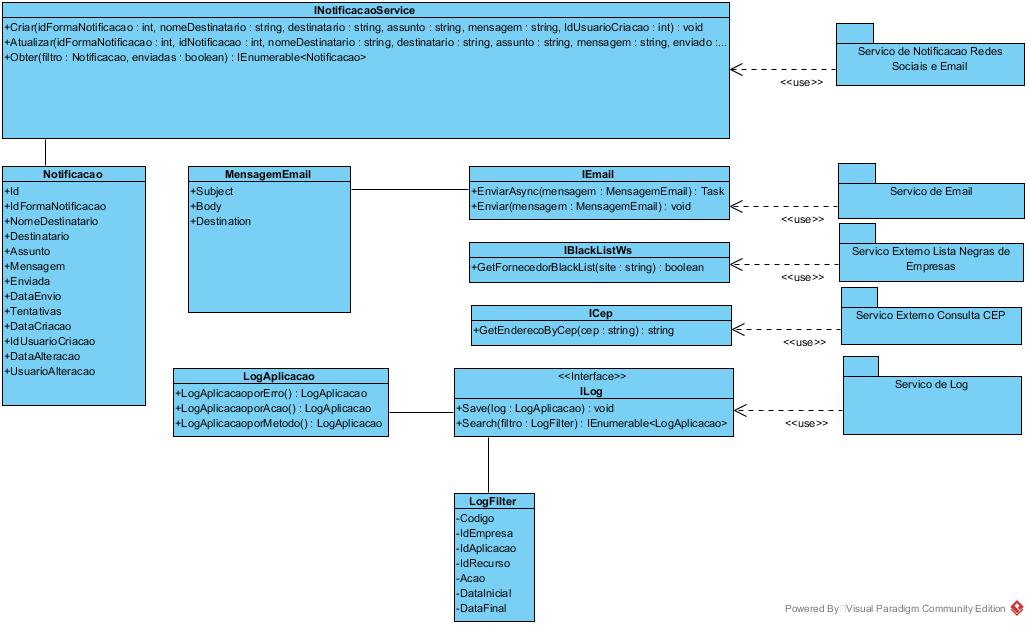 INotificacaoService
+Criar(idFormaNotificacao : int, nomeDestinatario : string, destinatario : string, assunto : string, mensagem : string, IdUsuarioCriacao : int) : void
+Atualizar(idFormaNotificacao : int, idNotificacao : int, nomeDestinatario : string, destinatario : string, assunto : string, mensagem : string, enviado :...
+Obter(filtro : Notificacao, enviadas : boolean) : IEnumerable<Notificacao>
Servico de Notificacao Redes
Sociais e Email
<<use>>
Notificacao
+Id
+IdFormaNotificacao
+NomeDestinatario
+Destinatario
+Assunto
+Mensagem
+Enviada
+DataEnvio
+Tentativas
+DataCriacao
+IdUsuarioCriacao
+DataAlteracao
+UsuarioAlteracao
MensagemEmail
+Subject
+Body
+Destination
IEmail
+EnviarAsync(mensagem : MensagemEmail) : Task
+Enviar(mensagem : MensagemEmail) : void
Servico de Email
<<use>>
IBlackListWs
+GetFornecedorBlackList(site : string) : boolean
Servico Externo Lista Negras de
Empresas
<<use>>
ICep
+GetEnderecoByCep(cep : string) : string
Servico Externo Consulta CEP
<<use>>
LogAplicacao
+LogAplicacaoporErro() : LogAplicacao
+LogAplicacaoporAcao() : LogAplicacao
+LogAplicacaoporMetodo() : LogAplicacao
<<Interface>>
ILog
+Save(log : LogAplicacao) : void
+Search(filtro : LogFilter) : IEnumerable<LogAplicacao>
Servico de Log
<<use>>
LogFilter
-Codigo
-IdEmpresa
-IdAplicacao
-IdRecurso
-Acao
-DataInicial
-DataFinal
Powered By Visual Paradigm Community Edition